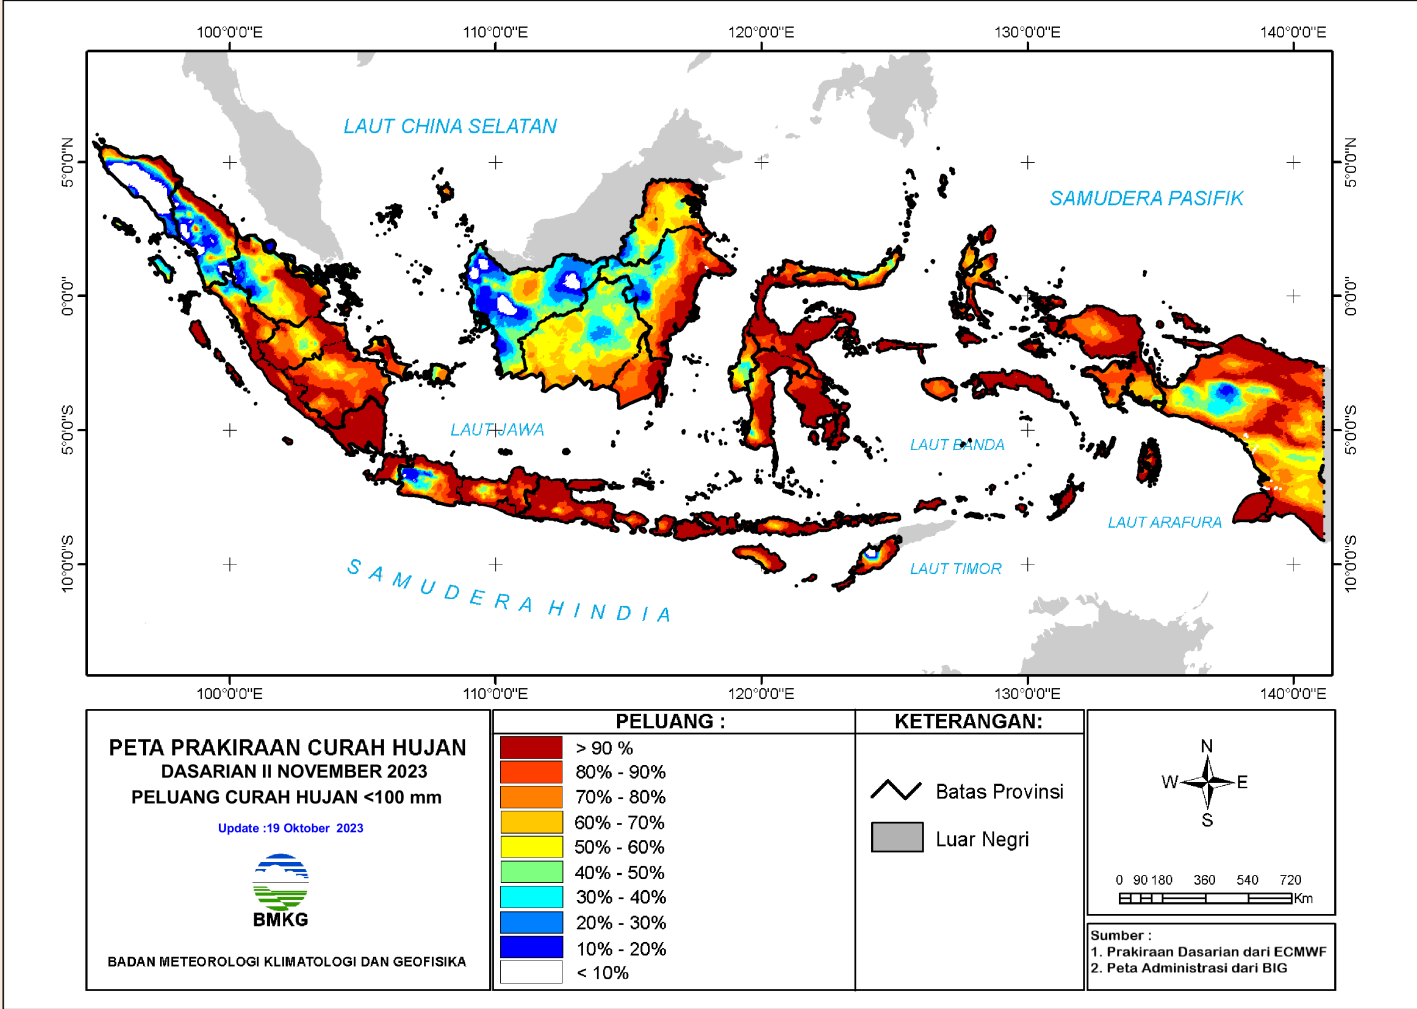 100°0'0"E 110°0'0"E 120°0'0"E 130°0'0"E 140°0'0"E
5°0'0"N 5°0'0"N
LAUT CHINA SELATAN
SAMUDERA PASIFIK
0°0'0" 0°0'0"
5°0'0"S 5°0'0"S
LAUT JAWA
LAUT BANDA
LAUT ARAFURA
10°0'0"S 10°0'0"S
LAUT TIMOR
SAMUDERA HINDIA
100°0'0"E 110°0'0"E 120°0'0"E 130°0'0"E 140°0'0"E
PETA PRAKIRAAN CURAH HUJAN
DASARIAN II NOVEMBER 2023
PELUANG CURAH HUJAN <100 mm
Update :19 Oktober 2023
BMKG
BADAN METEOROLOGI KLIMATOLOGI DAN GEOFISIKA
PELUANG :
> 90 %
80% - 90%
70% - 80%
60% - 70%
50% - 60%
40% - 50%
30% - 40%
20% - 30%
10% - 20%
< 10%
KETERANGAN:
Batas Provinsi
Luar Negri
N
W E
S
0 90 180 360 540 720
Km
Sumber :
1. Prakiraan Dasarian dari ECMWF
2. Peta Administrasi dari BIG